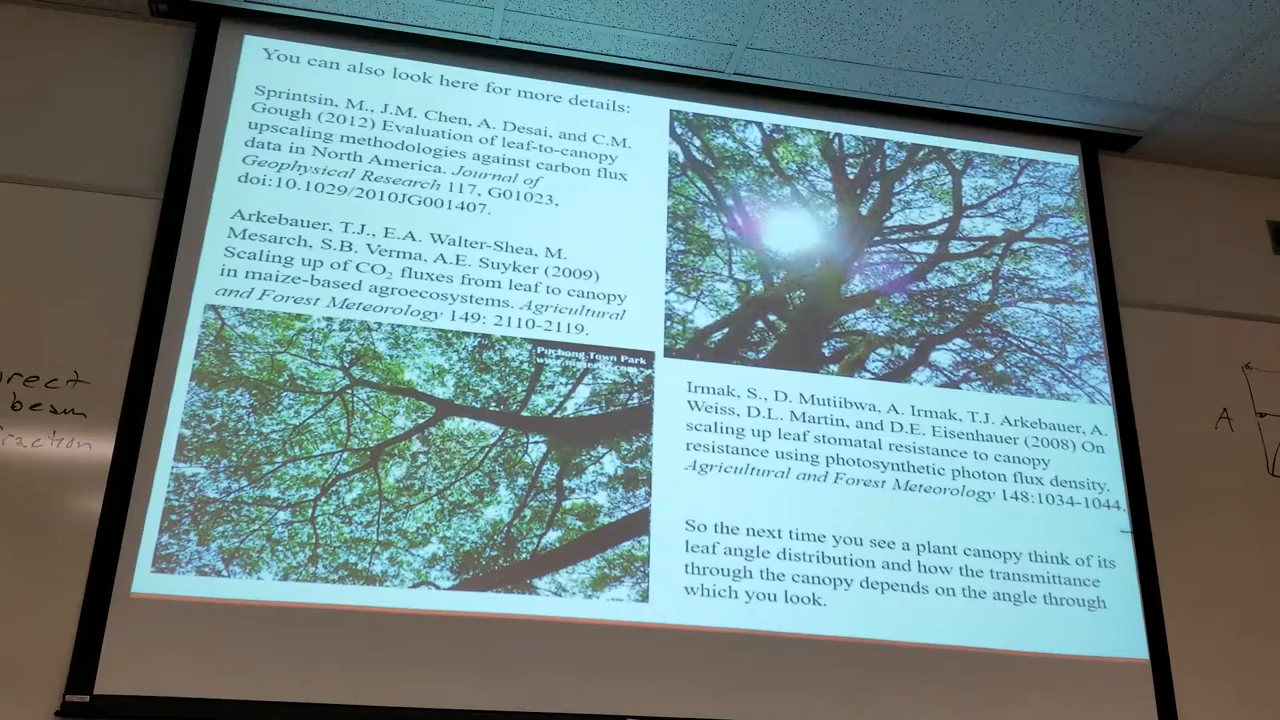 You can also look here for more details:
Sprintsin, M., J.M. Chen, A. Desai, and C.M.
Gough (2012) Evaluation of leaf-to-canopy
upscaling methodologies against carbon flux
data in North America. Journal of
Geophysical Research 117, G01023,
doi:10.1029/2010JG001407.
Arkebauer, T.J., E.A. Walter-Shea, M.
Mesarch, S.B. Verma, A.E. Suyker (2009)
Scaling up of CO₂ fluxes from leaf to canopy
in maize-based agroecosystems. Agricultural
and Forest Meteorology 149: 2110-2119.
Puchong Town Park
Irmak, S., D. Mutiibwa, A. Irmak, T.J. Arkebauer, A.
Weiss, D.L. Martin, and D.E. Eisenhauer (2008) On
scaling up leaf stomatal resistance to canopy
resistance using photosynthetic photon flux density.
Agricultural and Forest Meteorology 148:1034-1044.
So the next time you see a plant canopy think of its
leaf angle distribution and how the transmittance
through the canopy depends on the angle through
which you look.
beam
A